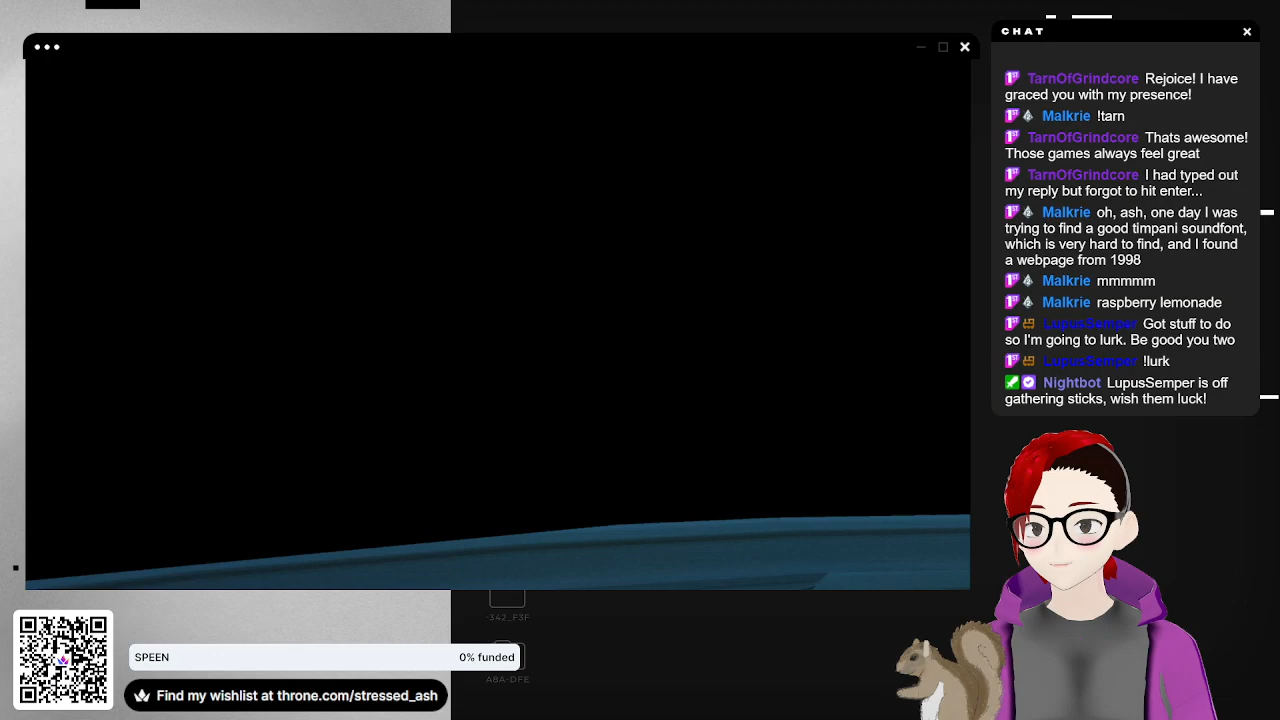 CHAT
TarnOfGrindcore Rejoice! I have
graced you with my presence!
Malkrie !tarn
TarnOfGrindcore Thats awesome!
Those games always feel great
TarnOfGrindcore I had typed out
my reply but forgot to hit enter...
Malkrie oh, ash, one day I was
trying to find a good timpani soundfont,
which is very hard to find, and I found
a webpage from 1998
Malkrie mmmmm
Malkrie raspberry lemonade
LupusSemper Got stuff to do
so I'm going to lurk. Be good you two
LupusSemper !lurk
Nightbot LupusSemper is off
gathering sticks, wish them luck!
-342_F3F
SPEEN 0% funded
A8A-DFE
Find my wishlist at throne.com/stressed_ash